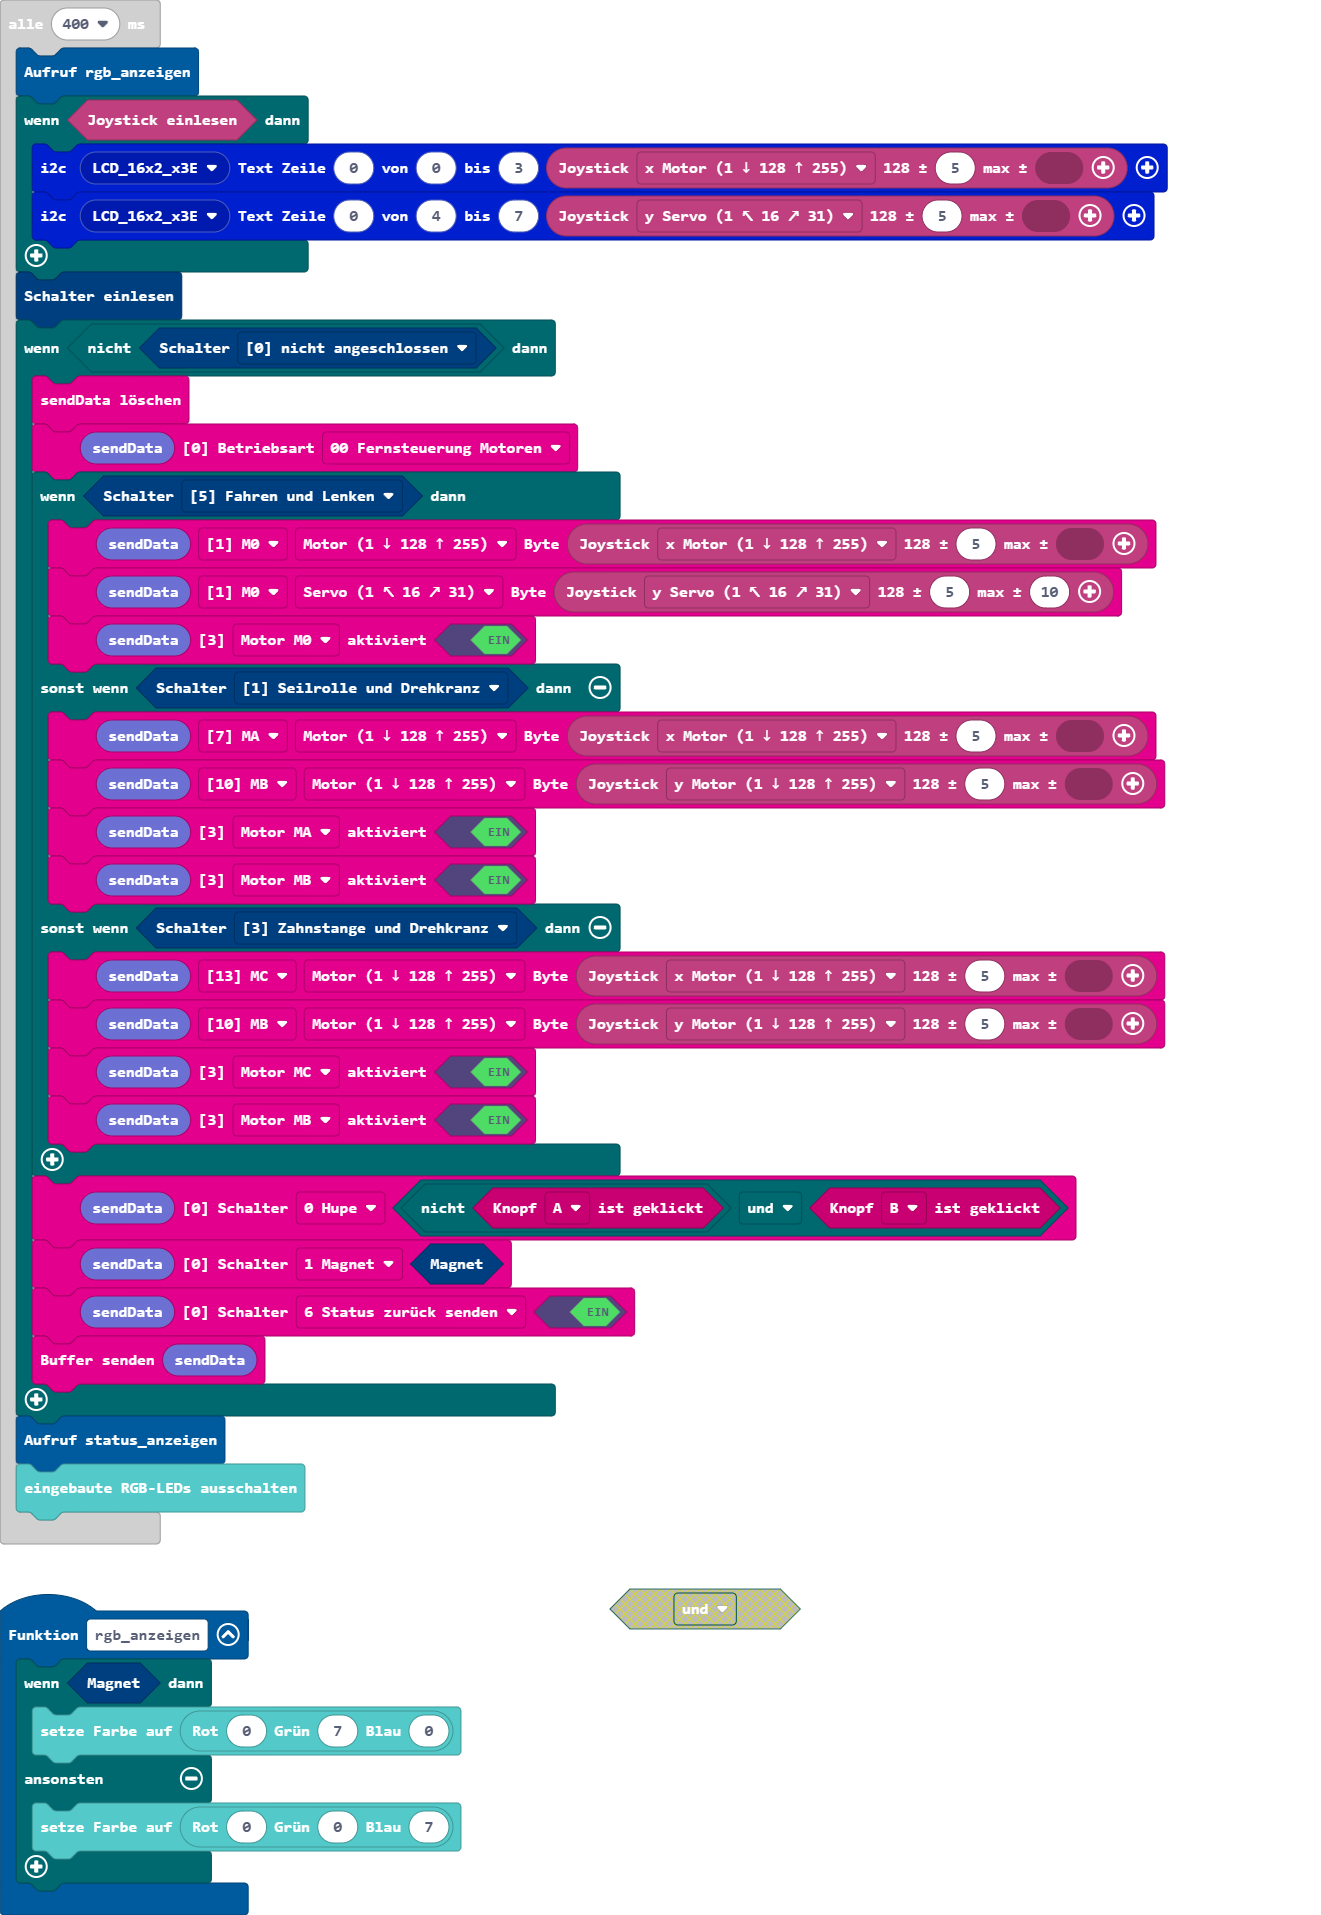 alle 400 ms
Aufruf rgb_anzeigen
wenn Joystick einlesen dann
i2c LCD_16x2_x3E Text Zeile 0 von 0 bis 3 Joystick x Motor (1 ↓ 128 ↑ 255) 128 ± 5 max ±
i2c LCD_16x2_x3E Text Zeile 0 von 4 bis 7 Joystick y Servo (1 ↖ 16 ↗ 31) 128 ± 5 max ±
Schalter einlesen
wenn nicht Schalter [0] nicht angeschlossen dann
sendData löschen
sendData [0] Betriebsart 00 Fernsteuerung Motoren
wenn Schalter [5] Fahren und Lenken dann
sendData [1] M0 Motor (1 ↓ 128 ↑ 255) Byte Joystick x Motor (1 ↓ 128 ↑ 255) 128 ± 5 max ±
sendData [1] M0 Servo (1 ↖ 16 ↗ 31) Byte Joystick y Servo (1 ↖ 16 ↗ 31) 128 ± 5 max ± 10
sendData [3] Motor M0 aktiviert EIN
sonst wenn Schalter [1] Seilrolle und Drehkranz dann
sendData [7] MA Motor (1 ↓ 128 ↑ 255) Byte Joystick x Motor (1 ↓ 128 ↑ 255) 128 ± 5 max ±
sendData [10] MB Motor (1 ↓ 128 ↑ 255) Byte Joystick y Motor (1 ↓ 128 ↑ 255) 128 ± 5 max ±
sendData [3] Motor MA aktiviert EIN
sendData [3] Motor MB aktiviert EIN
sonst wenn Schalter [3] Zahnstange und Drehkranz dann
sendData [13] MC Motor (1 ↓ 128 ↑ 255) Byte Joystick x Motor (1 ↓ 128 ↑ 255) 128 ± 5 max ±
sendData [10] MB Motor (1 ↓ 128 ↑ 255) Byte Joystick y Motor (1 ↓ 128 ↑ 255) 128 ± 5 max ±
sendData [3] Motor MC aktiviert EIN
sendData [3] Motor MB aktiviert EIN
sendData [0] Schalter 0 Hupe nicht Knopf A ist geklickt und Knopf B ist geklickt
sendData [0] Schalter 1 Magnet Magnet
sendData [0] Schalter 6 Status zurück senden EIN
Buffer senden sendData
Aufruf status_anzeigen
eingebaute RGB-LEDs ausschalten
und
Funktion rgb_anzeigen
wenn Magnet dann
setze Farbe auf Rot 0 Grün 7 Blau 0
ansonsten
setze Farbe auf Rot 0 Grün 0 Blau 7